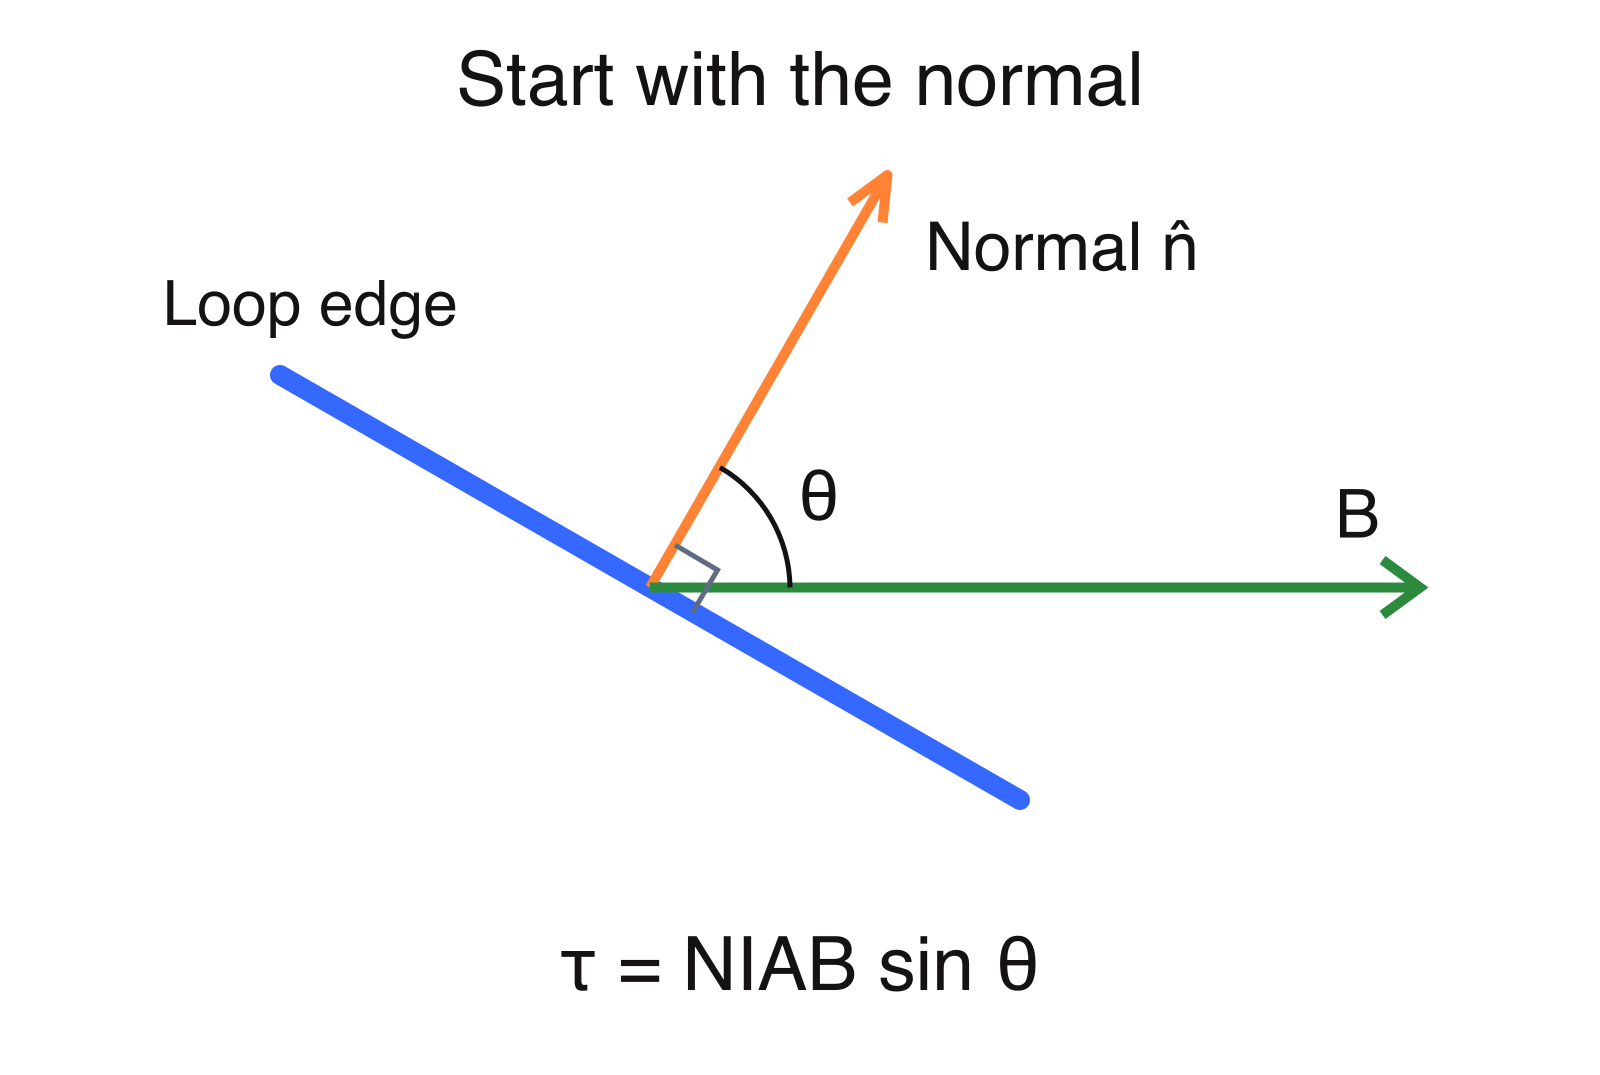 Start with the normal
Normal n̂
Loop edge
θ
B
τ = NIAB sin θ